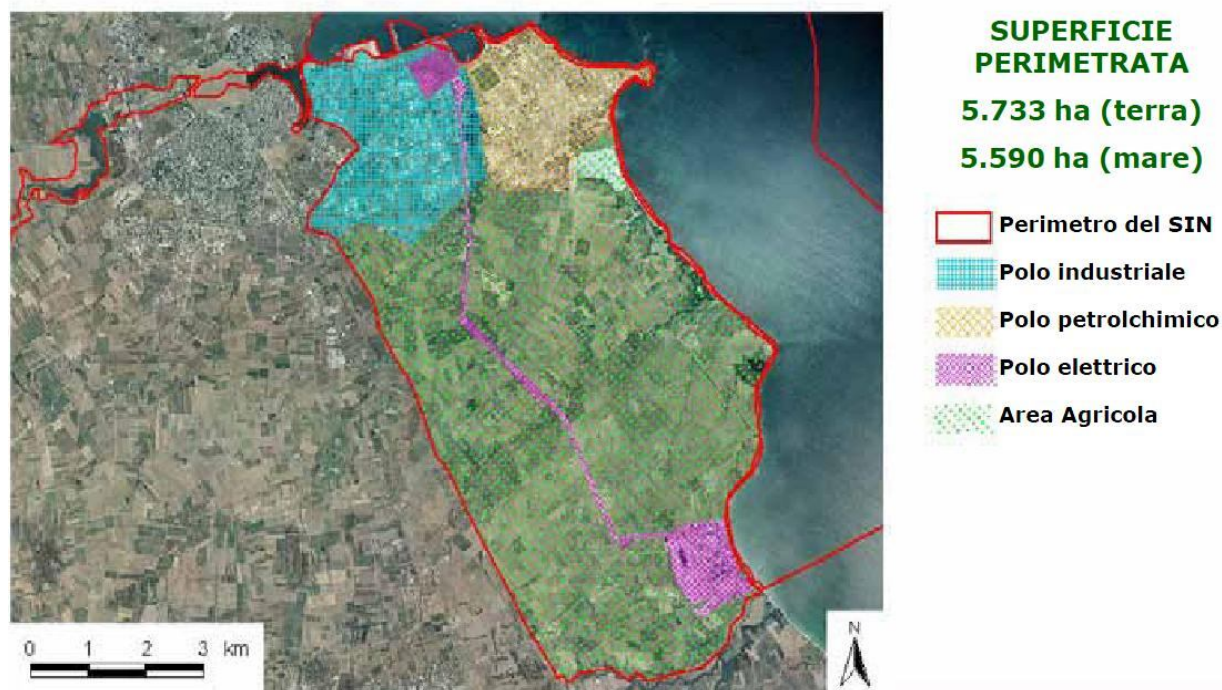 SUPERFICIE
PERIMETRATA
5.733 ha (terra)
5.590 ha (mare)
Perimetro del SIN
Polo industriale
Polo petrolchimico
Polo elettrico
Area Agricola
0 1 2 3 km
N